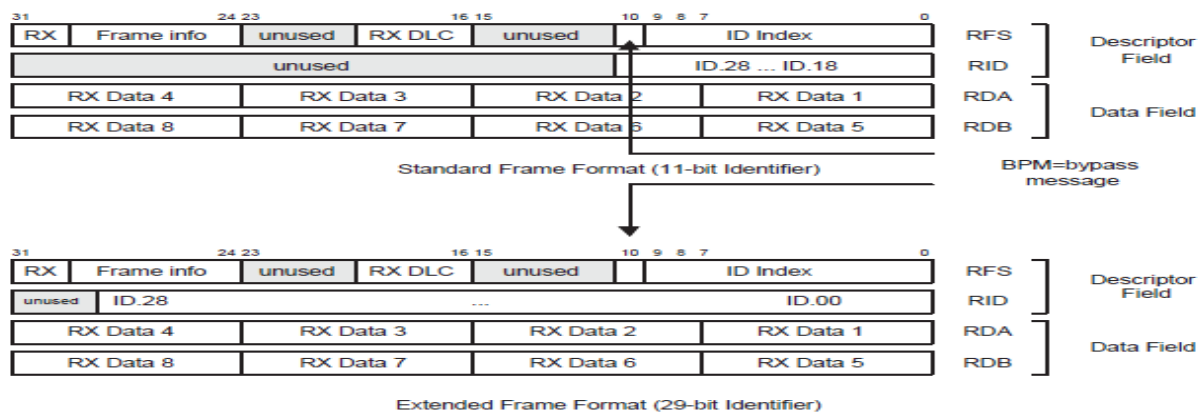 31 24 23 16 15 10 9 8 7 0
RX Frame info unused RX DLC unused ID Index RFS
unused ID.28 ... ID.18 RID
Descriptor
Field
RX Data 4 RX Data 3 RX Data 2 RX Data 1 RDA
RX Data 8 RX Data 7 RX Data 6 RX Data 5 RDB
Data Field
Standard Frame Format (11-bit Identifier)
BPM=bypass
message
31 24 23 16 15 10 9 8 7 0
RX Frame info unused RX DLC unused ID Index RFS
unused ID.28 ... ID.00 RID
Descriptor
Field
RX Data 4 RX Data 3 RX Data 2 RX Data 1 RDA
RX Data 8 RX Data 7 RX Data 6 RX Data 5 RDB
Data Field
Extended Frame Format (29-bit Identifier)